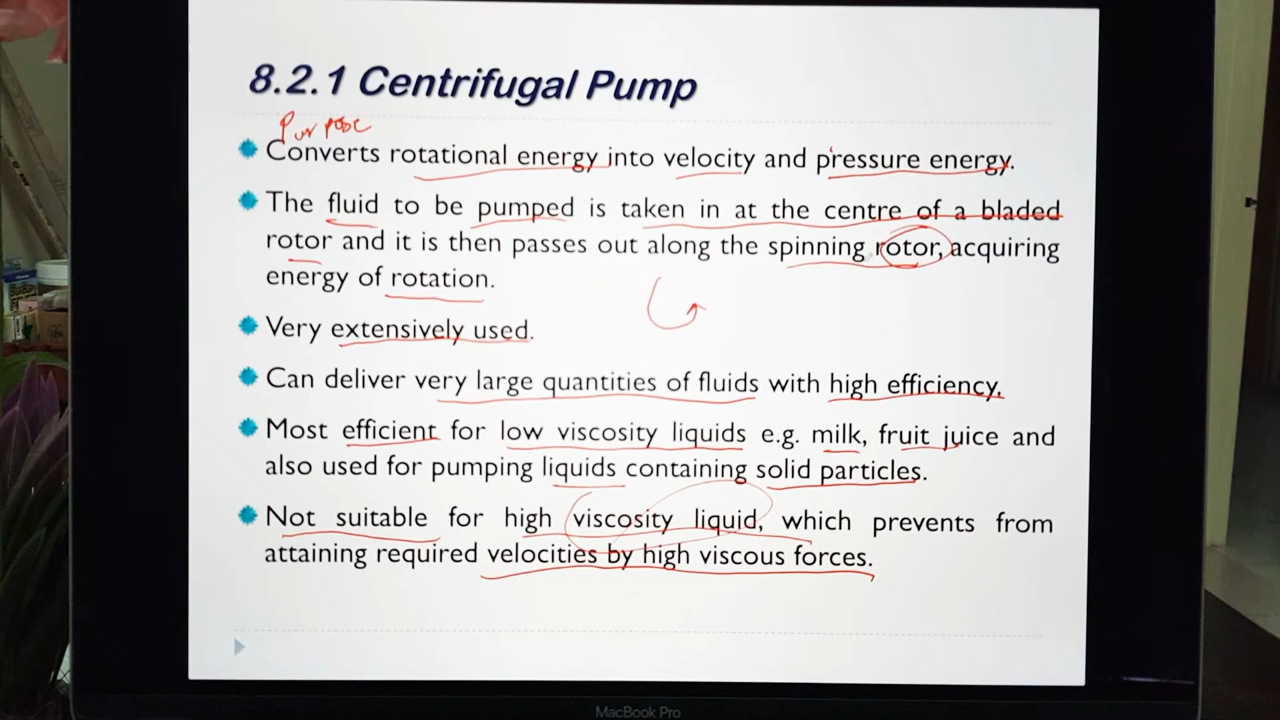 8.2.1 Centrifugal Pump
Purpose
Converts rotational energy into velocity and pressure energy.
The fluid to be pumped is taken in at the centre of a bladed
rotor and it is then passes out along the spinning rotor, acquiring
energy of rotation.
Very extensively used.
Can deliver very large quantities of fluids with high efficiency.
Most efficient for low viscosity liquids e.g. milk, fruit juice and
also used for pumping liquids containing solid particles.
Not suitable for high viscosity liquid, which prevents from
attaining required velocities by high viscous forces.
MacBook Pro